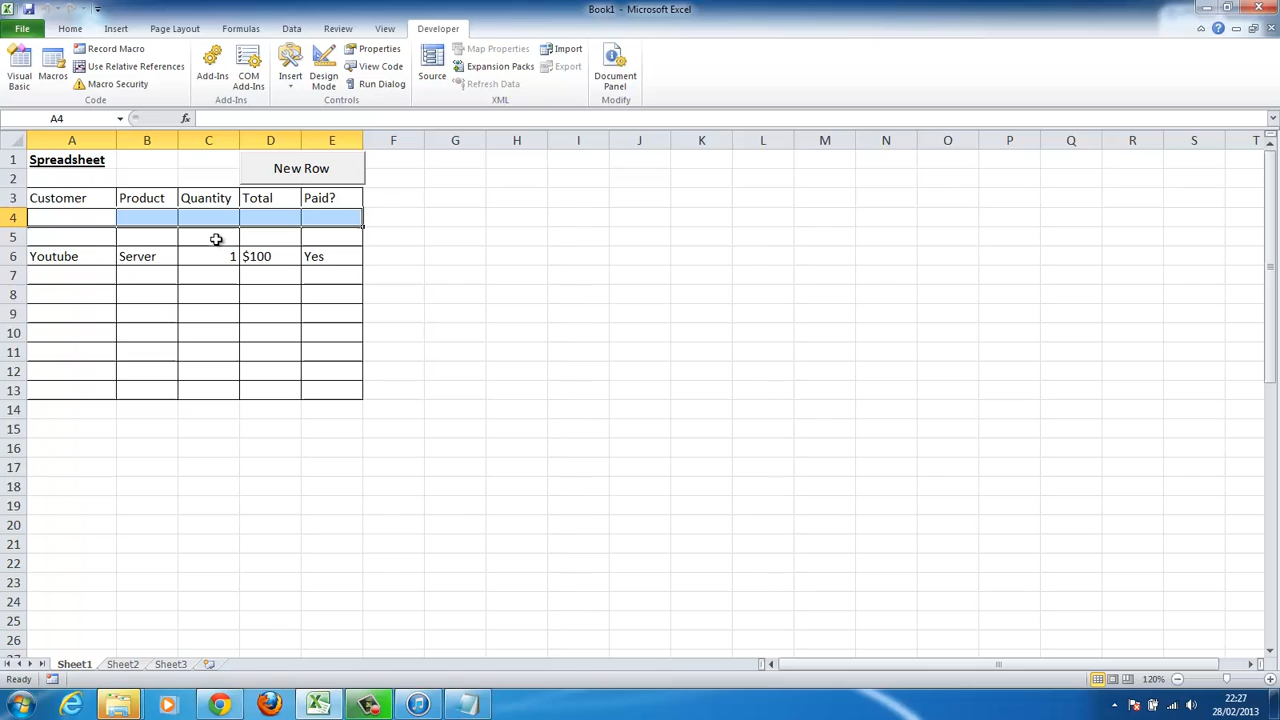 Book1 - Microsoft Excel
File Home Insert Page Layout Formulas Data Review View Developer
Visual Basic
Macros
Record Macro
Use Relative References
Macro Security
Code
Add-Ins
COM Add-Ins
Add-Ins
Insert
Design Mode
Properties
View Code
Run Dialog
Controls
Source
Map Properties
Expansion Packs
Refresh Data
Import
Export
XML
Document Panel
Modify
A4 fx
A B C D E F G H I J K L M N O P Q R S T
1 Spreadsheet New Row
2
3 Customer Product Quantity Total Paid?
4
5
6 Youtube Server 1 $100 Yes
7
8
9
10
11
12
13
14
15
16
17
18
19
20
21
22
23
24
25
26
Sheet1 Sheet2 Sheet3
Ready 120%
22:27
28/02/2013